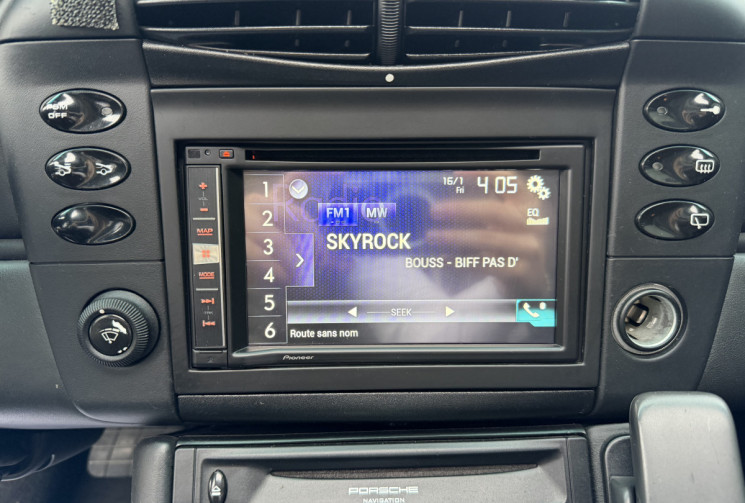 PSM
OFF
16/1
Fri
4 05
1
2
3
4
5
6
FM1
MW
EQ
SKYROCK
BOUSS - BIFF PAS D'
SEEK
Route sans nom
MAP
MODE
Pioneer
PORSCHE
NAVIGATION